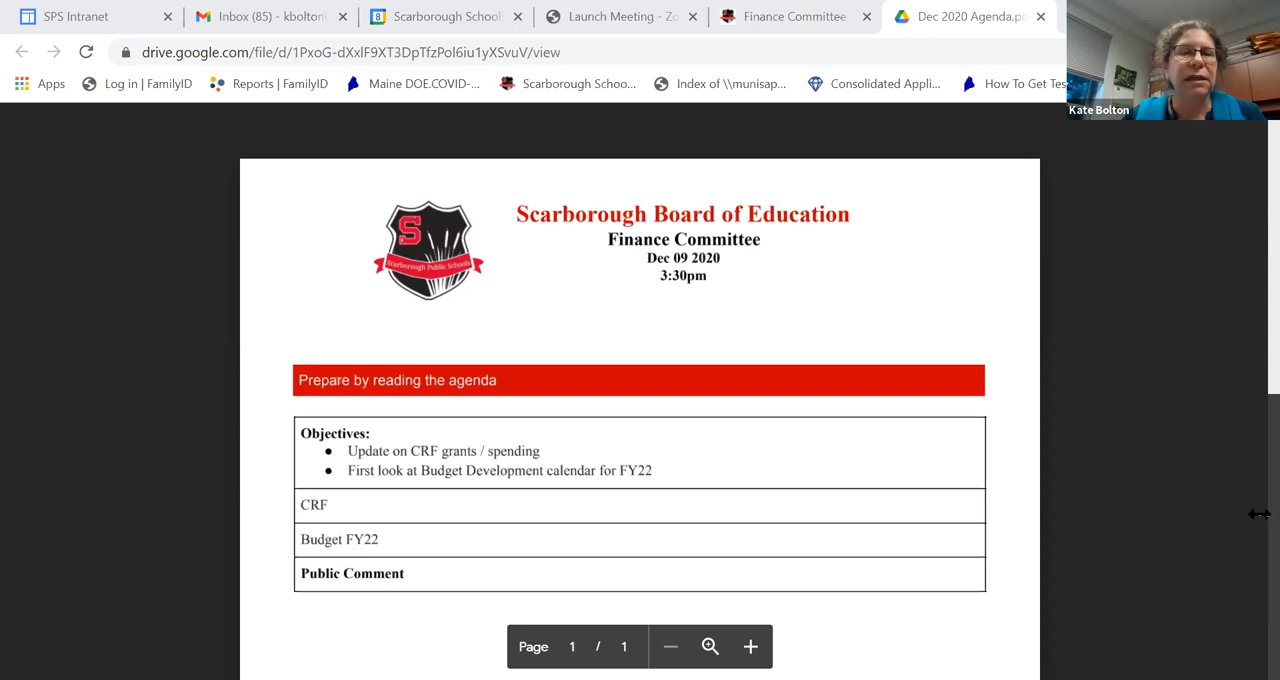 SPS Intranet
Inbox (85) - kbolton
Scarborough School
Launch Meeting - Zo
Finance Committee
Dec 2020 Agenda.p
drive.google.com/file/d/1PxoG-dXxIF9XT3DpTfzPol6iu1yXSvuV/view
Apps
Log in | FamilyID
Reports | FamilyID
Maine DOE.COVID-...
Scarborough Schoo...
Index of \\munisap...
Consolidated Appli...
How To Get Tes
Kate Bolton
S
Scarborough Public Schools
Scarborough Board of Education
Finance Committee
Dec 09 2020
3:30pm
Prepare by reading the agenda
Objectives:
● Update on CRF grants / spending
● First look at Budget Development calendar for FY22
CRF
Budget FY22
Public Comment
Page 1 / 1